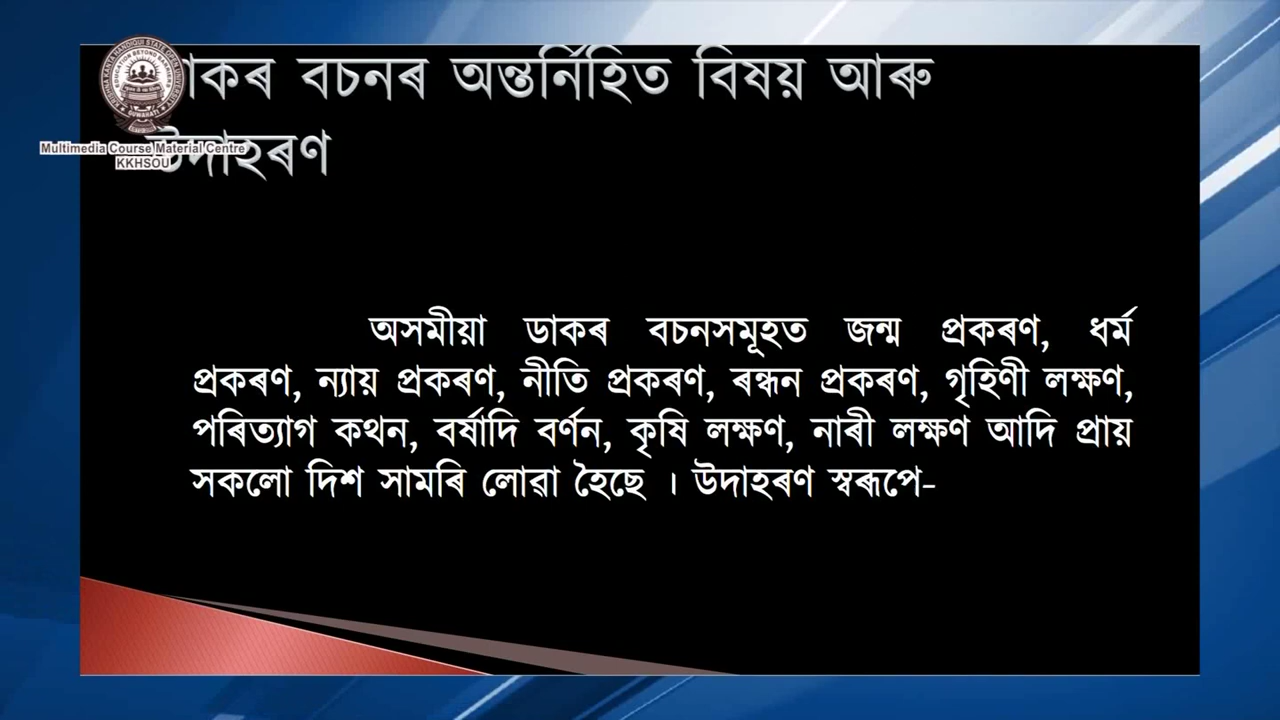 ডাকৰ বচনৰ অন্তৰ্নিহিত বিষয় আৰু
উদাহৰণ
Multimedia Course Material Centre
KKHSOU
অসমীয়া ডাকৰ বচনসমূহত জন্ম প্ৰকৰণ, ধৰ্ম
প্ৰকৰণ, ন্যায় প্ৰকৰণ, নীতি প্ৰকৰণ, ৰন্ধন প্ৰকৰণ, গৃহিণী লক্ষণ,
পৰিত্যাগ কথন, বৰ্ষাদি বৰ্ণন, কৃষি লক্ষণ, নাৰী লক্ষণ আদি প্ৰায়
সকলো দিশ সামৰি লোৱা হৈছে । উদাহৰণ স্বৰূপে-